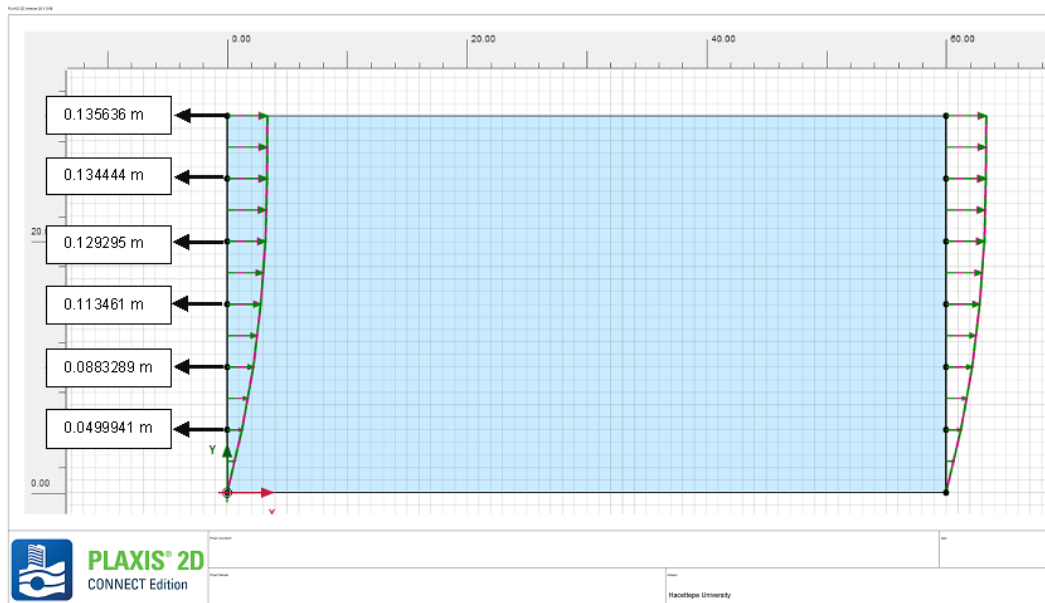 0.00 20.00 40.00 60.00
0.135636 m
0.134444 m
20.
0.129295 m
0.113461 m
0.0883289 m
0.0499941 m
Y
0.00
PLAXIS® 2D
CONNECT Edition
Hacettepe University